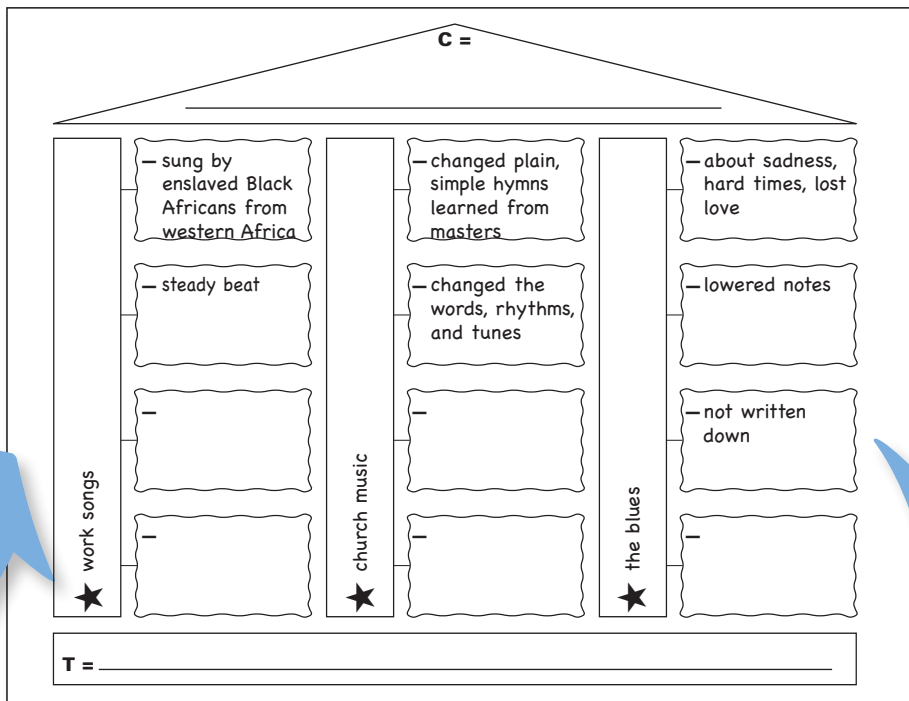 C =
work songs
– sung by
enslaved Black
Africans from
western Africa
– steady beat
–
–
church music
– changed plain,
simple hymns
learned from
masters
– changed the
words, rhythms,
and tunes
–
–
the blues
– about sadness,
hard times, lost
love
– lowered notes
– not written
down
–
T =